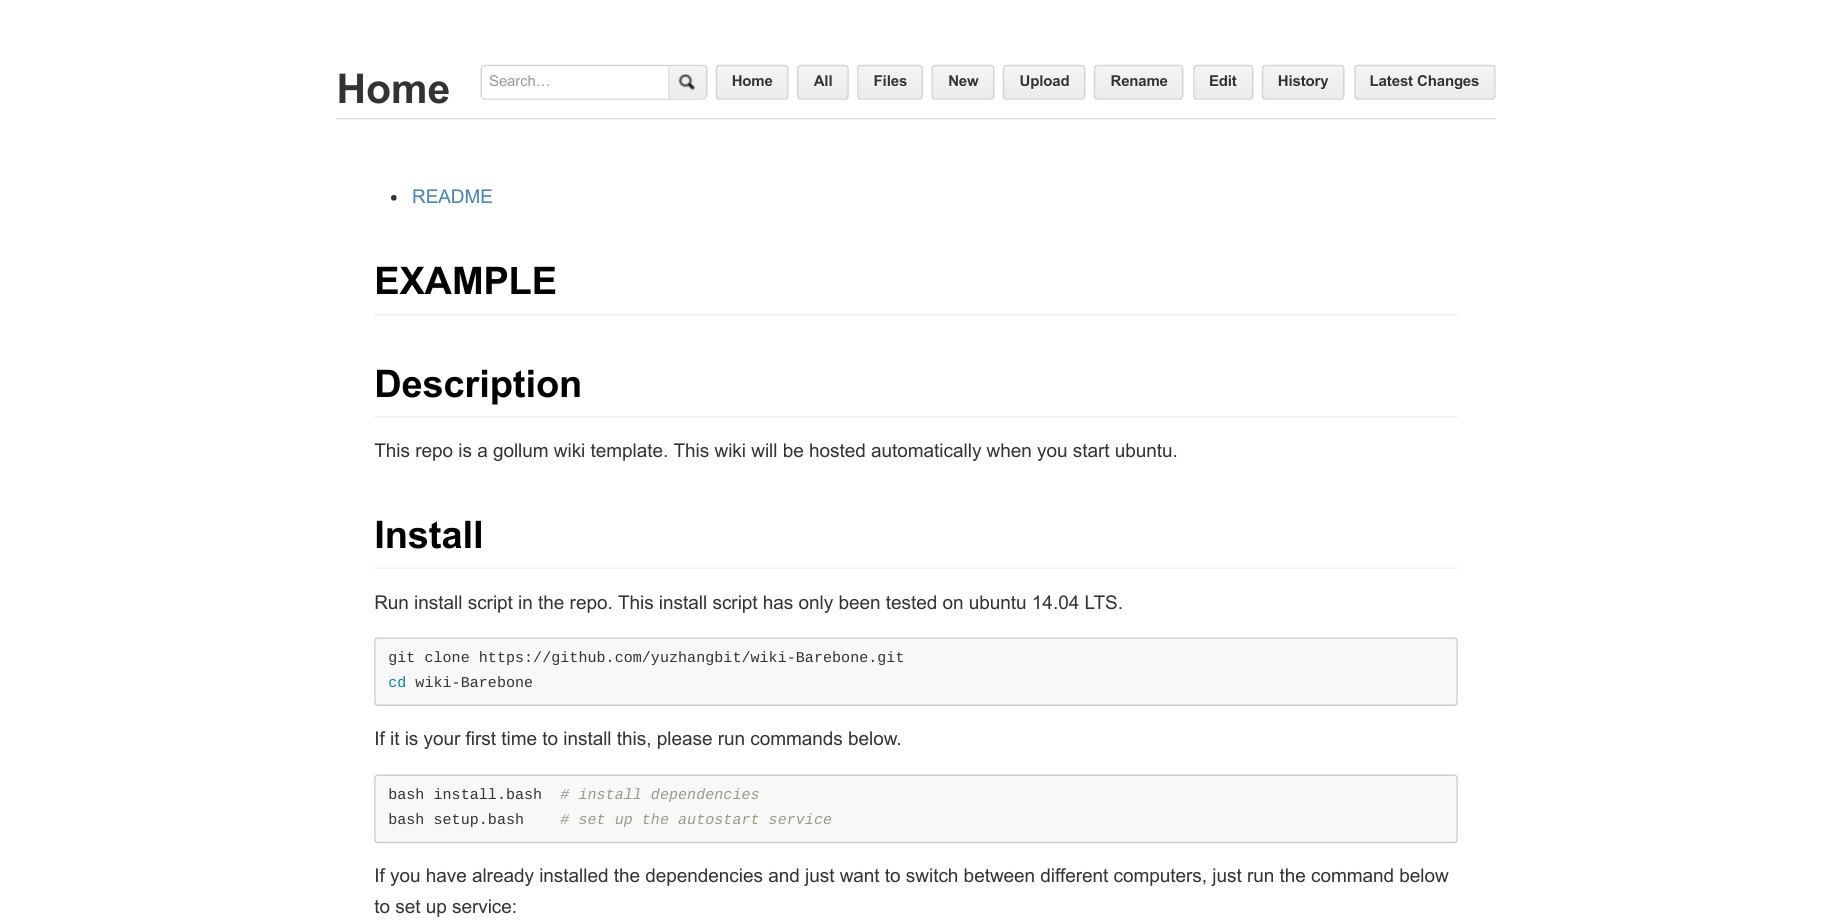 Home
Search…
Home All Files New Upload Rename Edit History Latest Changes
• README
EXAMPLE
Description
This repo is a gollum wiki template. This wiki will be hosted automatically when you start ubuntu.
Install
Run install script in the repo. This install script has only been tested on ubuntu 14.04 LTS.
git clone https://github.com/yuzhangbit/wiki-Barebone.git
cd wiki-Barebone
If it is your first time to install this, please run commands below.
bash install.bash  # install dependencies
bash setup.bash    # set up the autostart service
If you have already installed the dependencies and just want to switch between different computers, just run the command below
to set up service: